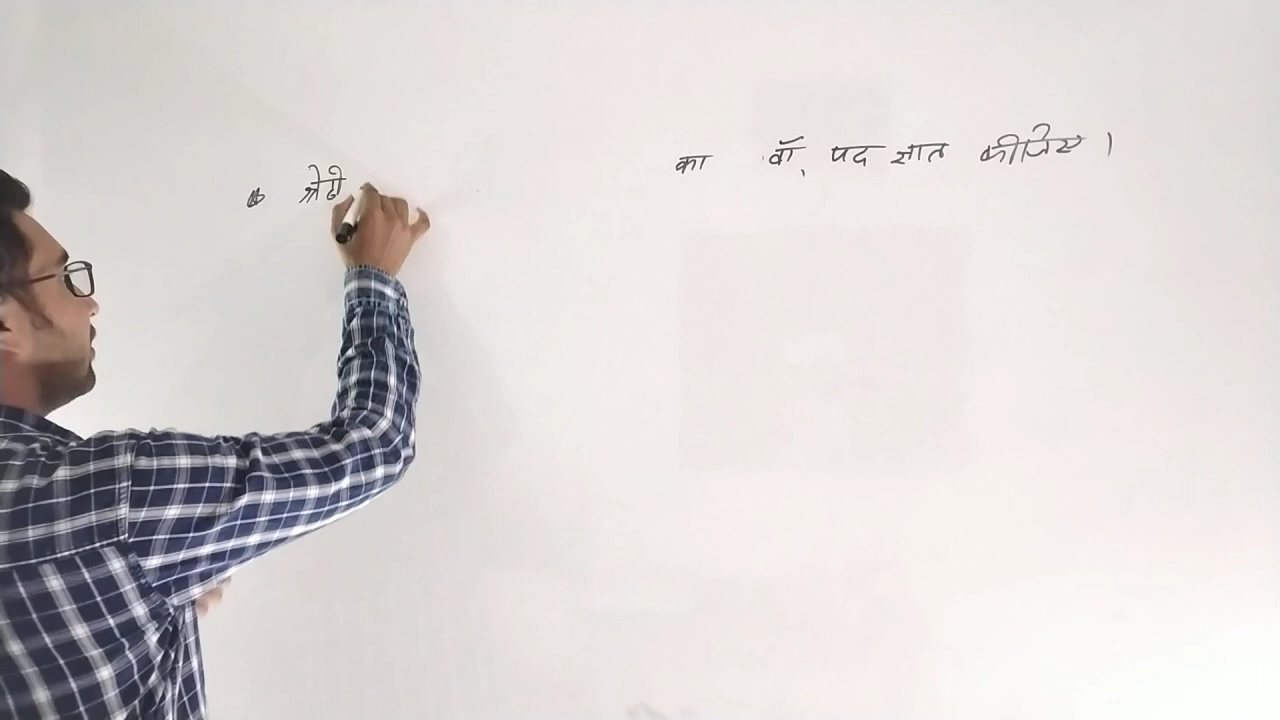 श्रेढी का वाँ पद ज्ञात कीजिए ।